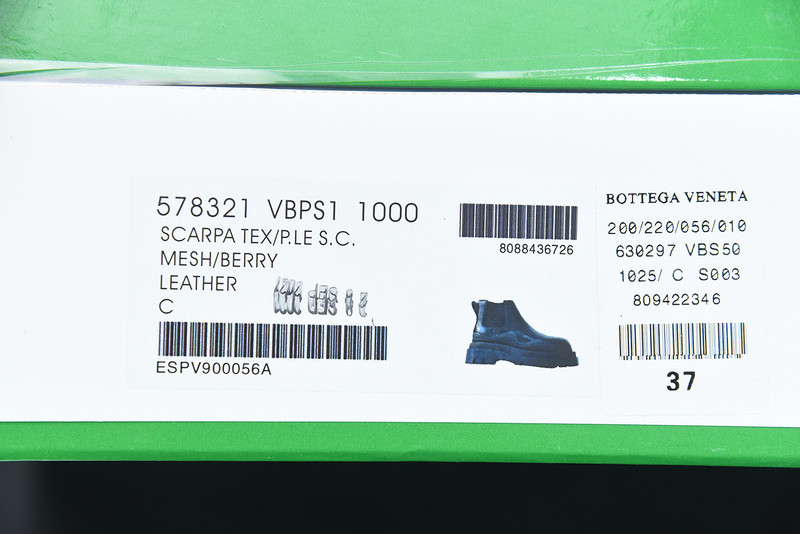 578321 VBPS1 1000
SCARPA TEX/P.LE S.C.
MESH/BERRY
LEATHER
C
ESPV900056A
8088436726
BOTTEGA VENETA
200/220/056/010
630297 VBS50
1025/ C S003
809422346
37